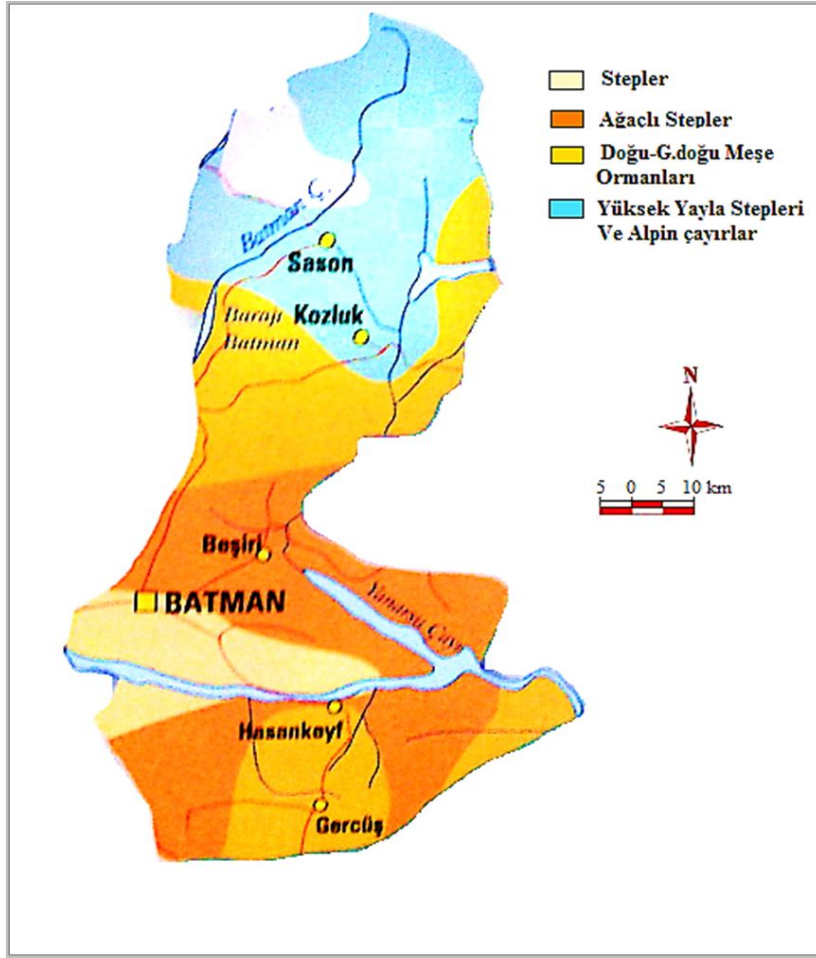 Stepler
Ağaçlı Stepler
Doğu-G.doğu Meşe
Ormanları
Yüksek Yayla Stepleri
Ve Alpin çayırlar
Batman Ç.
Sason
Kozluk
Barajı
Batman
N
5 0 5 10 km
Beşiri
BATMAN
Yanarsu Çayı
Hasankeyf
Gercüş